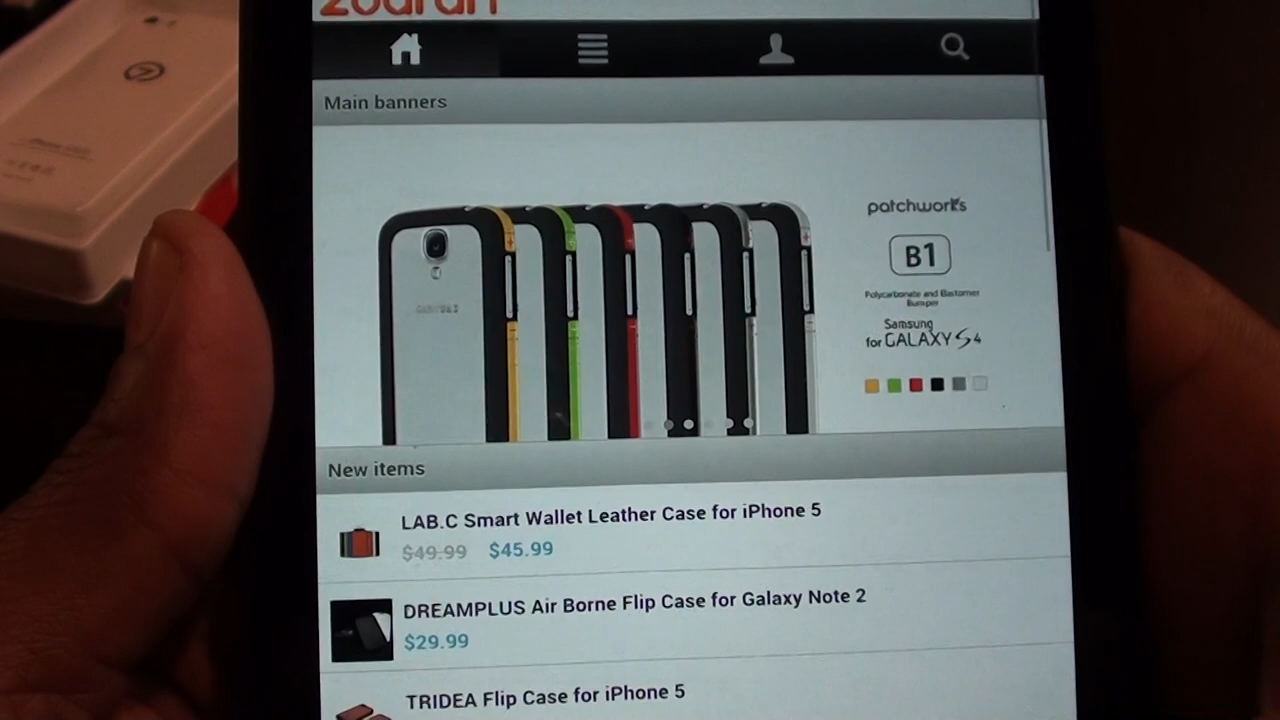 Main banners
patchworks
B1
Polycarbonate and Elastomer
Bumper
Samsung
for GALAXY S4
SAMSUNG
New items
LAB.C Smart Wallet Leather Case for iPhone 5
$49.99 $45.99
DREAMPLUS Air Borne Flip Case for Galaxy Note 2
$29.99
TRIDEA Flip Case for iPhone 5